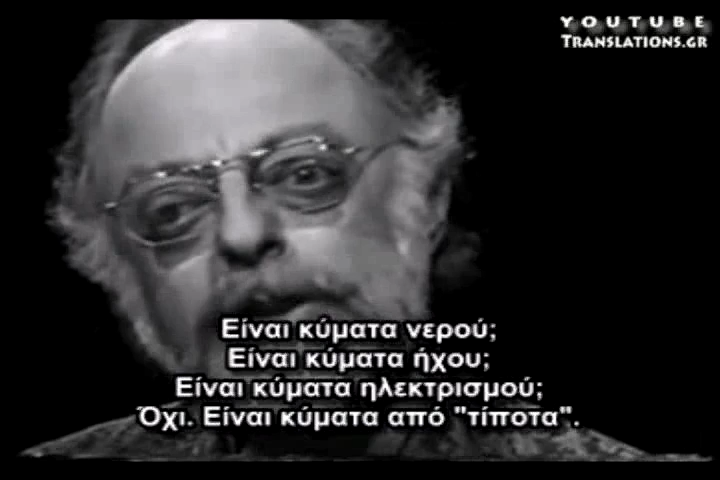 YOUTUBE
TRANSLATIONS.GR
Είναι κύματα νερού;
Είναι κύματα ήχου;
Είναι κύματα ηλεκτρισμού;
Όχι. Είναι κύματα από "τίποτα".